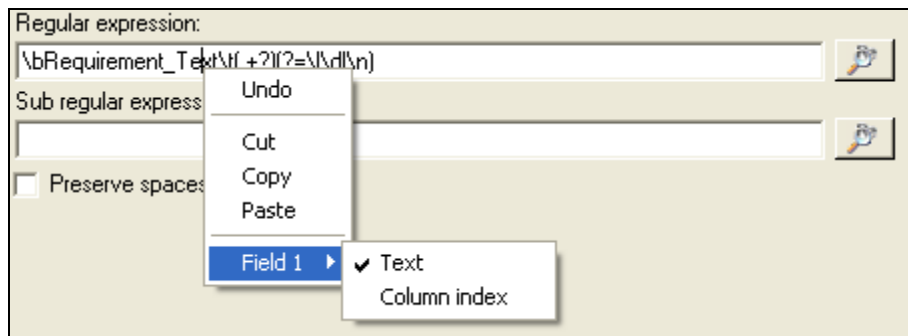 Regular expression:
\bRequirement_Text\t(.+?)(?=\|\d|\n)
Sub regular express
Undo
Cut
Copy
Preserve spaces
Paste
Field 1
Text
Column index